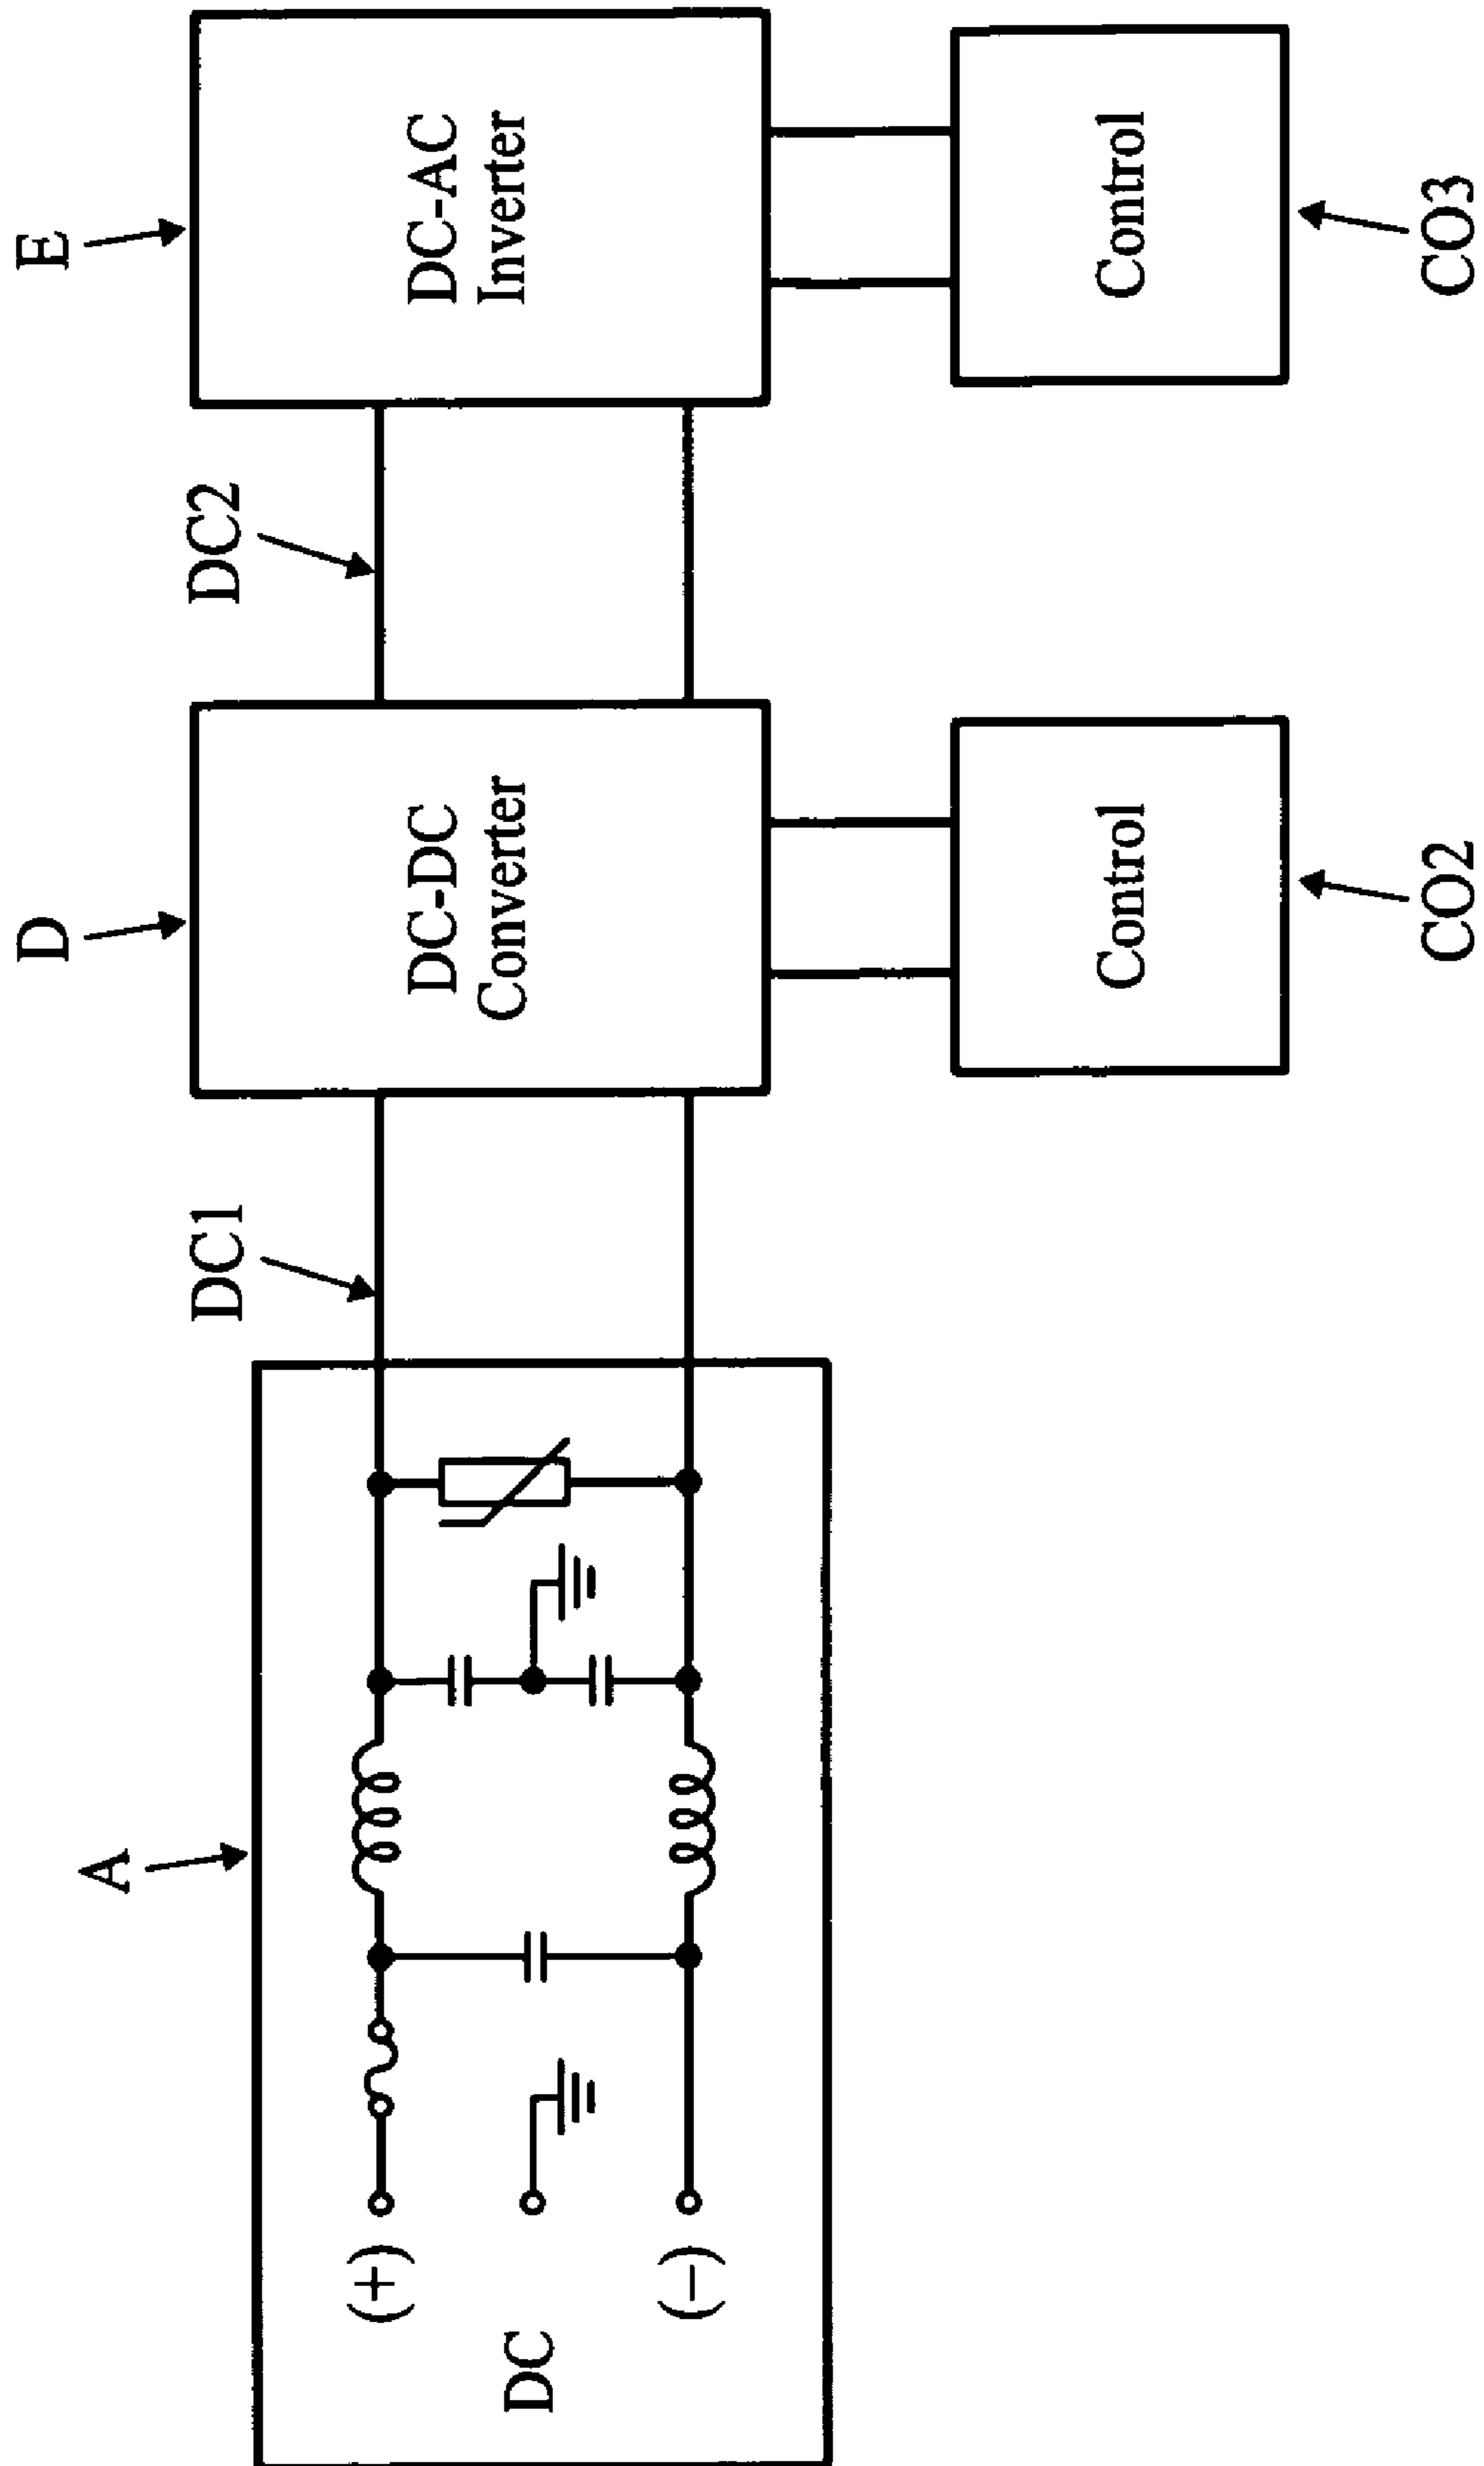 A
DC1
D
DC2
E
(+)
DC
(−)
DC-DC
Converter
DC-AC
Inverter
Control
Control
CO2
CO3